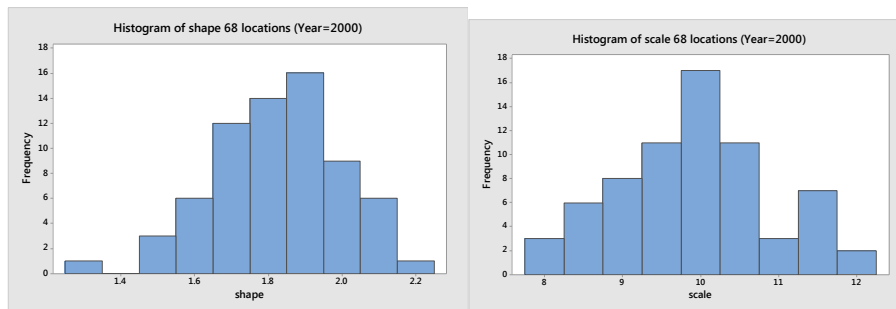 Histogram of shape 68 locations (Year=2000)
18
16
14
12
10
8
6
4
2
0
Frequency
1.4 1.6 1.8 2.0 2.2
shape
Histogram of scale 68 locations (Year=2000)
18
16
14
12
10
8
6
4
2
0
Frequency
8 9 10 11 12
scale